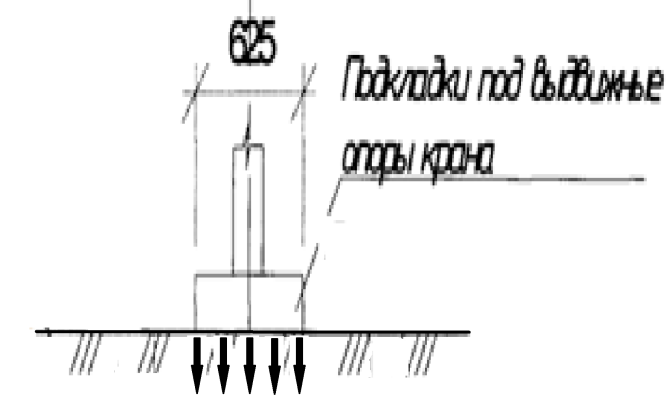 625
Подкладки под выдвижные
опоры крана